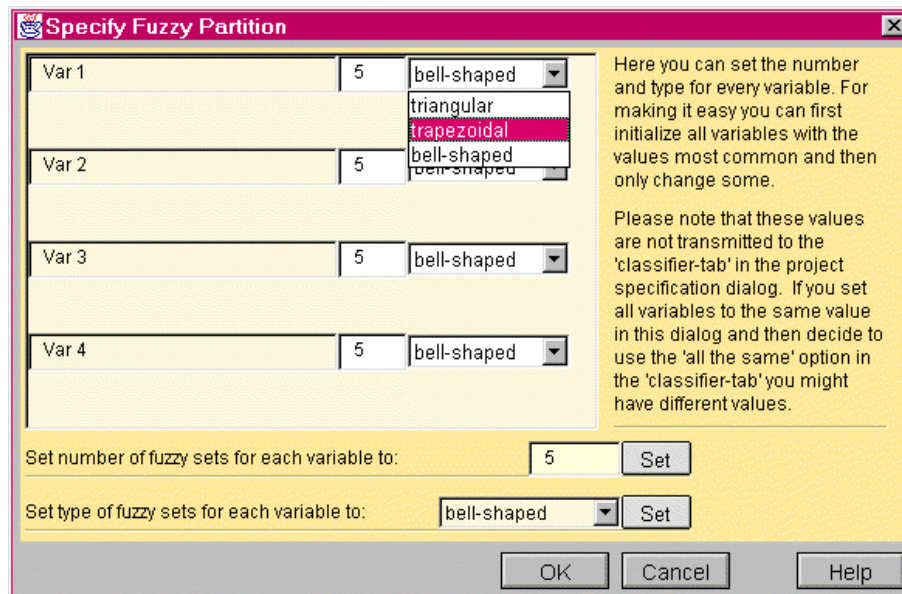 Specify Fuzzy Partition
Var 1 5 bell-shaped
triangular
trapezoidal
bell-shaped
Var 2 5 bell-shaped
Var 3 5 bell-shaped
Var 4 5 bell-shaped
Here you can set the number
and type for every variable. For
making it easy you can first
initialize all variables with the
values most common and then
only change some.
Please note that these values
are not transmitted to the
'classifier-tab' in the project
specification dialog. If you set
all variables to the same value
in this dialog and then decide to
use the 'all the same' option in
the 'classifier-tab' you might
have different values.
Set number of fuzzy sets for each variable to: 5 Set
Set type of fuzzy sets for each variable to: bell-shaped Set
OK Cancel Help